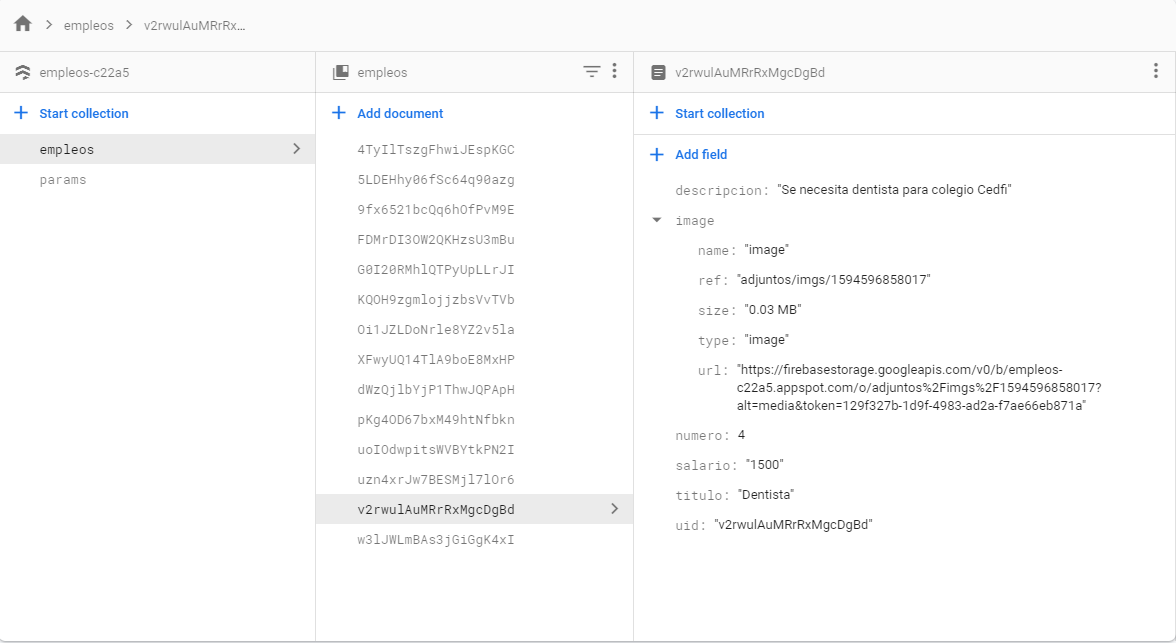 empleos
v2rwulAuMRrRx…
empleos-c22a5
Start collection
empleos
params
empleos
Add document
4TyIlTszgFhwiJEspKGC
5LDEHhy06fSc64q90azg
9fx6521bcQq6hOfPvM9E
FDMrDI3OW2QKHzsU3mBu
G0I20RMhlQTPyUpLLrJI
KQOH9zgmlojjzbsVvTVb
Oi1JZLDoNrle8YZ2v5la
XFwyUQ14TlA9boE8MxHP
dWzQjlbYjP1ThwJQPApH
pKg4OD67bxM49htNfbkn
uoIOdwpitsWVBYtkPN2I
uzn4xrJw7BESMjl7lOr6
v2rwulAuMRrRxMgcDgBd
w3lJWLmBAs3jGiGgK4xI
v2rwulAuMRrRxMgcDgBd
Start collection
Add field
descripcion: "Se necesita dentista para colegio Cedfi"
image
name: "image"
ref: "adjuntos/imgs/1594596858017"
size: "0.03 MB"
type: "image"
url: "https://firebasestorage.googleapis.com/v0/b/empleos-
c22a5.appspot.com/o/adjuntos%2Fimgs%2F1594596858017?
alt=media&token=129f327b-1d9f-4983-ad2a-f7ae66eb871a"
numero: 4
salario: "1500"
titulo: "Dentista"
uid: "v2rwulAuMRrRxMgcDgBd"